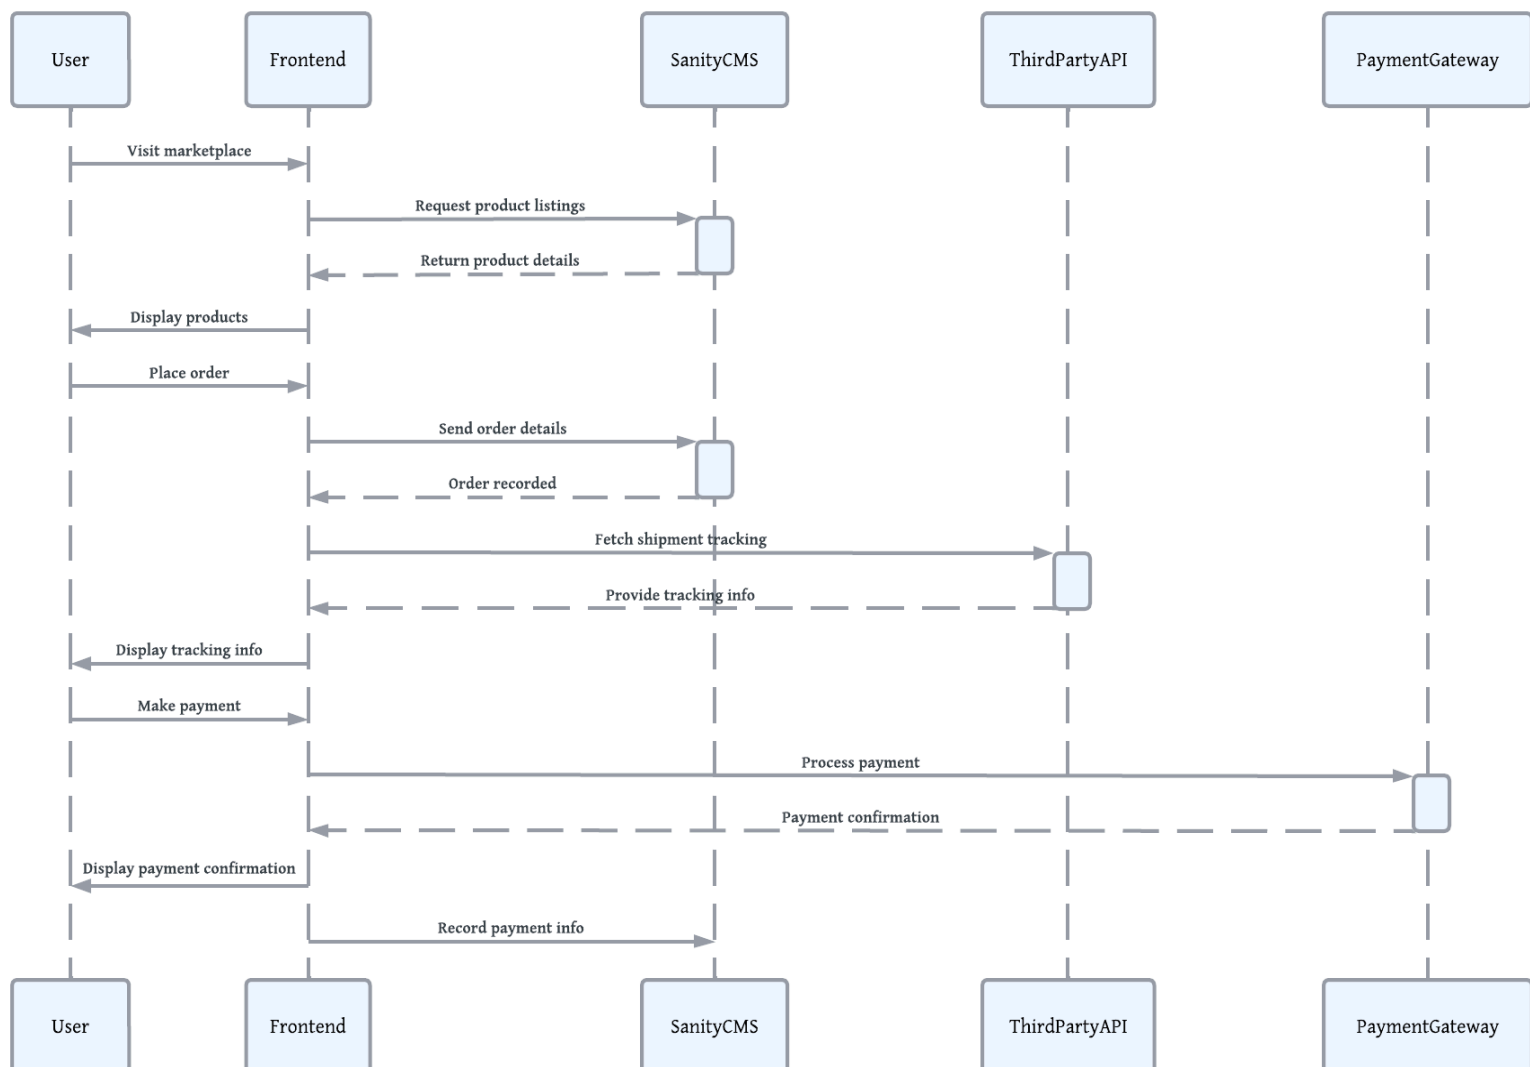 User
Frontend
SanityCMS
ThirdPartyAPI
PaymentGateway
Visit marketplace
Request product listings
Return product details
Display products
Place order
Send order details
Order recorded
Fetch shipment tracking
Provide tracking info
Display tracking info
Make payment
Process payment
Payment confirmation
Display payment confirmation
Record payment info
User
Frontend
SanityCMS
ThirdPartyAPI
PaymentGateway